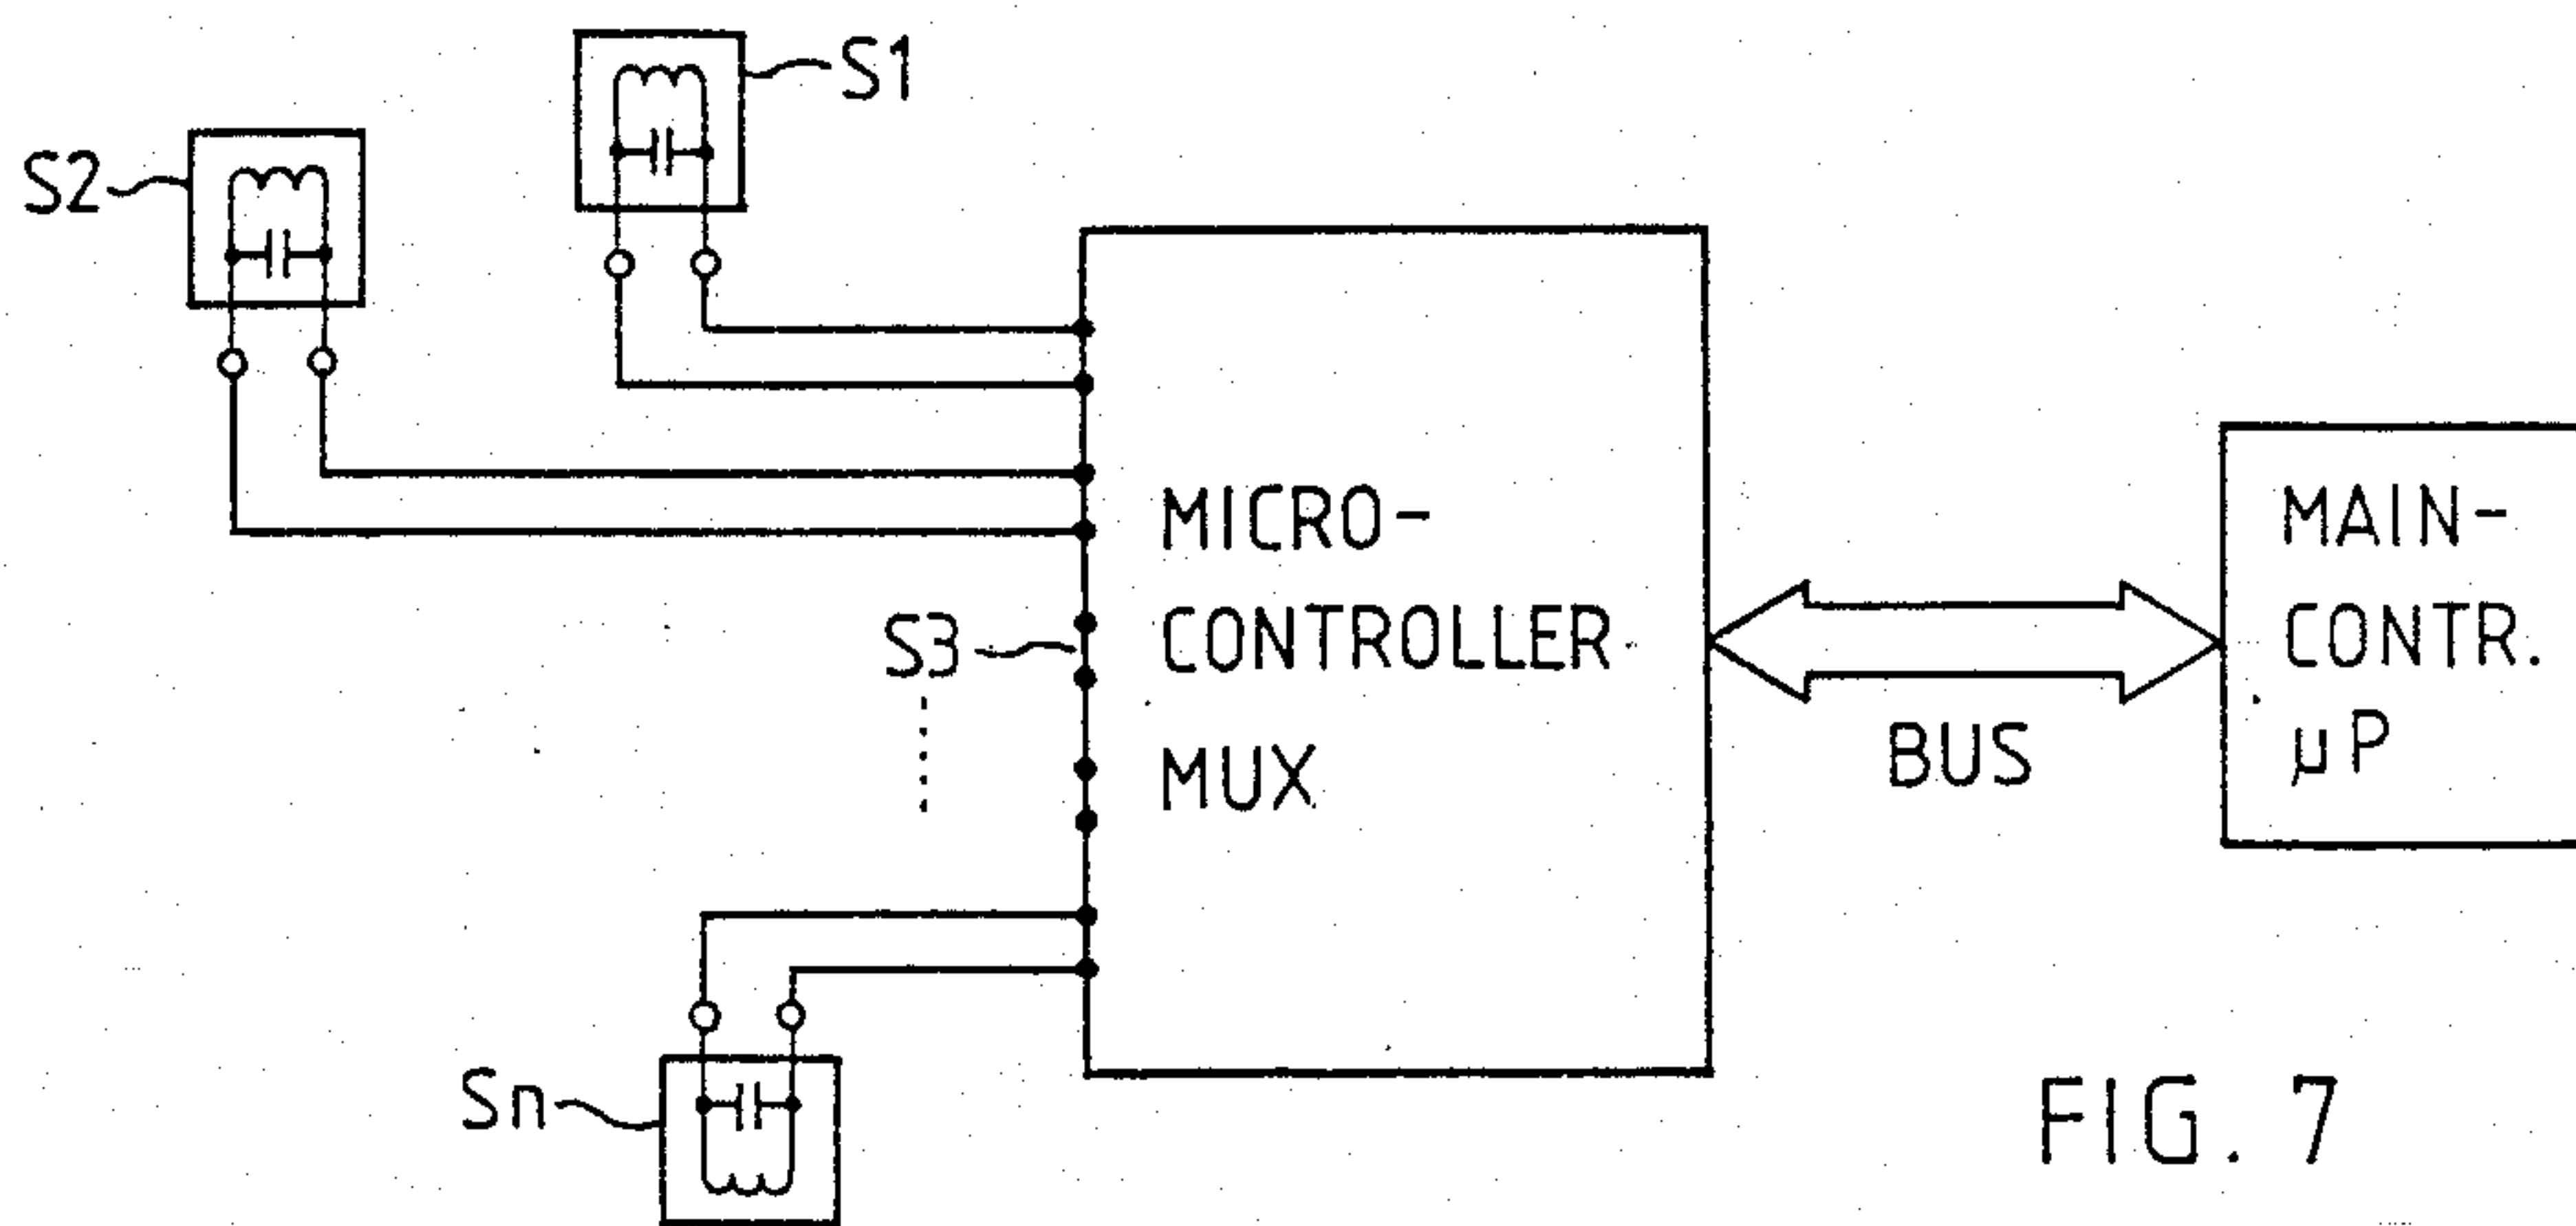 S1
S2
MICRO-
CONTROLLER
MUX
S3
BUS
MAIN-
CONTR.
µP
Sn
FIG. 7